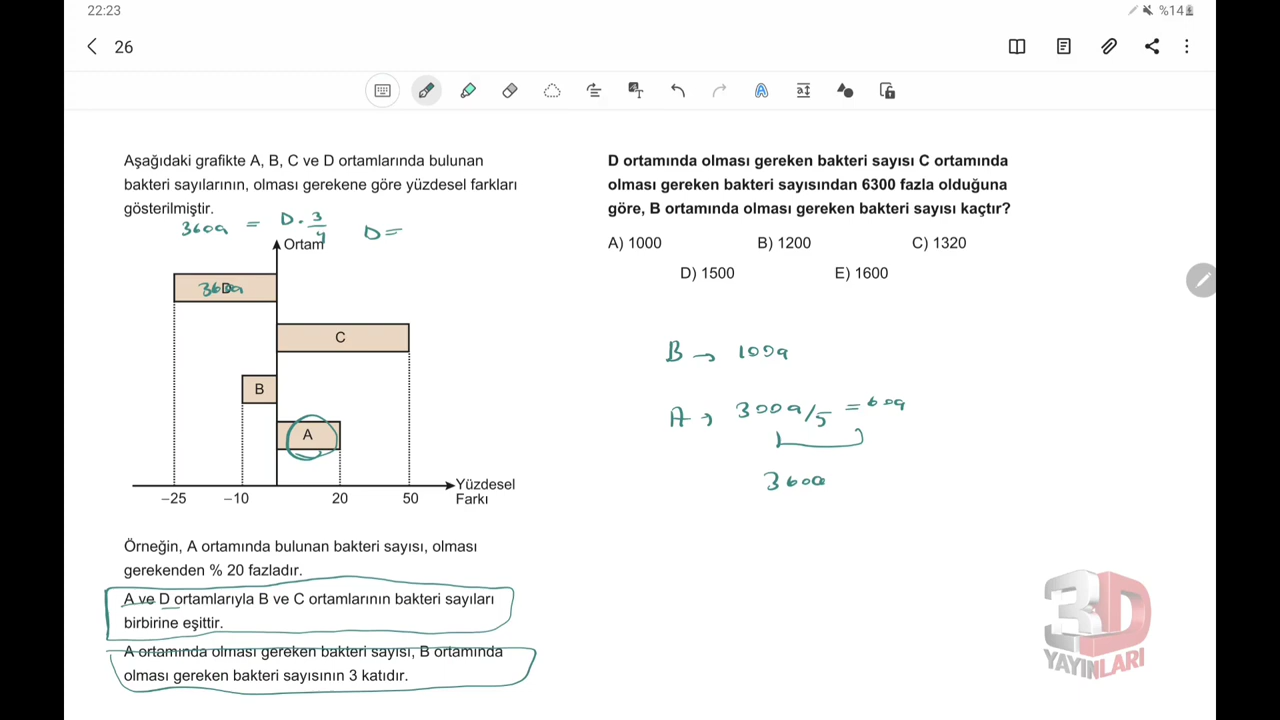 22:23
%14
26
Aşağıdaki grafikte A, B, C ve D ortamlarında bulunan
bakteri sayılarının, olması gerekene göre yüzdesel farkları
gösterilmiştir.
360a = D. 3/4 D=
Ortam
D
360a
C
B
A
−25 −10 20 50
Yüzdesel
Farkı
Örneğin, A ortamında bulunan bakteri sayısı, olması
gerekenden % 20 fazladır.
A ve D ortamlarıyla B ve C ortamlarının bakteri sayıları
birbirine eşittir.
A ortamında olması gereken bakteri sayısı, B ortamında
olması gereken bakteri sayısının 3 katıdır.
D ortamında olması gereken bakteri sayısı C ortamında
olması gereken bakteri sayısından 6300 fazla olduğuna
göre, B ortamında olması gereken bakteri sayısı kaçtır?
A) 1000 B) 1200 C) 1320
D) 1500 E) 1600
B → 100a
A → 300a/5 = 60a
360a
3D
YAYINLARI